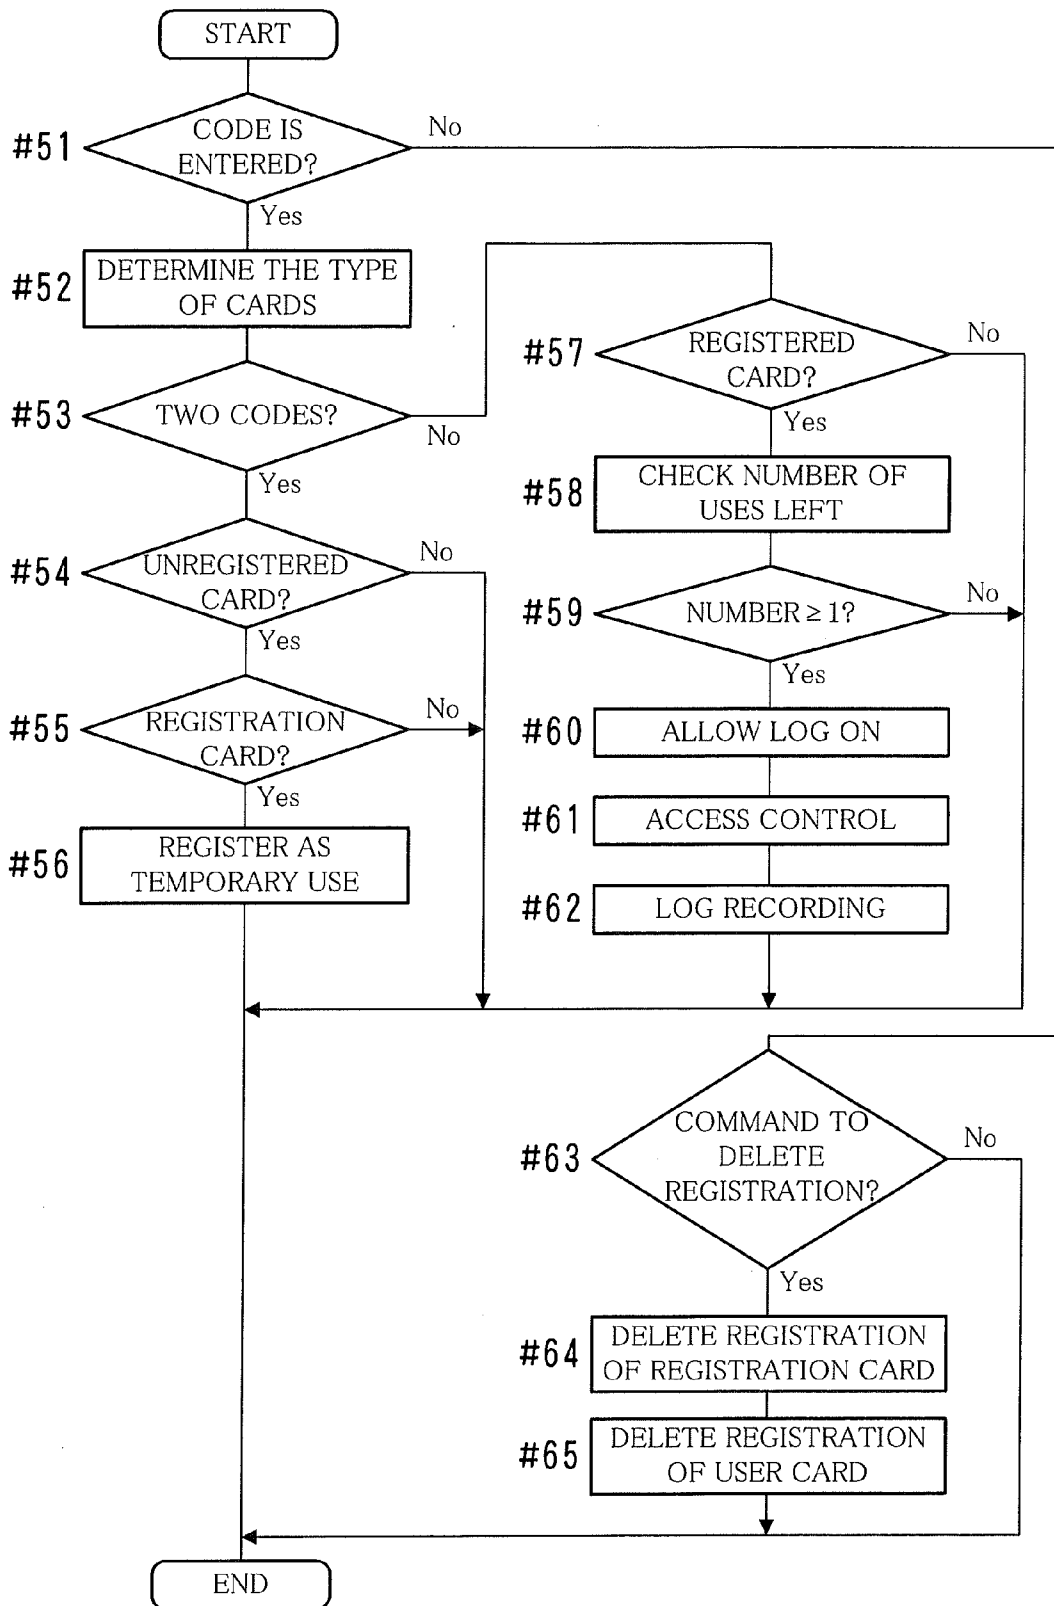 START
#51
CODE IS
ENTERED?
No
Yes
#52
DETERMINE THE TYPE
OF CARDS
#53
TWO CODES?
No
Yes
#54
UNREGISTERED
CARD?
No
Yes
#55
REGISTRATION
CARD?
No
Yes
#56
REGISTER AS
TEMPORARY USE
#57
REGISTERED
CARD?
No
Yes
#58
CHECK NUMBER OF
USES LEFT
#59
NUMBER ≥ 1?
No
Yes
#60
ALLOW LOG ON
#61
ACCESS CONTROL
#62
LOG RECORDING
#63
COMMAND TO
DELETE
REGISTRATION?
No
Yes
#64
DELETE REGISTRATION
OF REGISTRATION CARD
#65
DELETE REGISTRATION
OF USER CARD
END